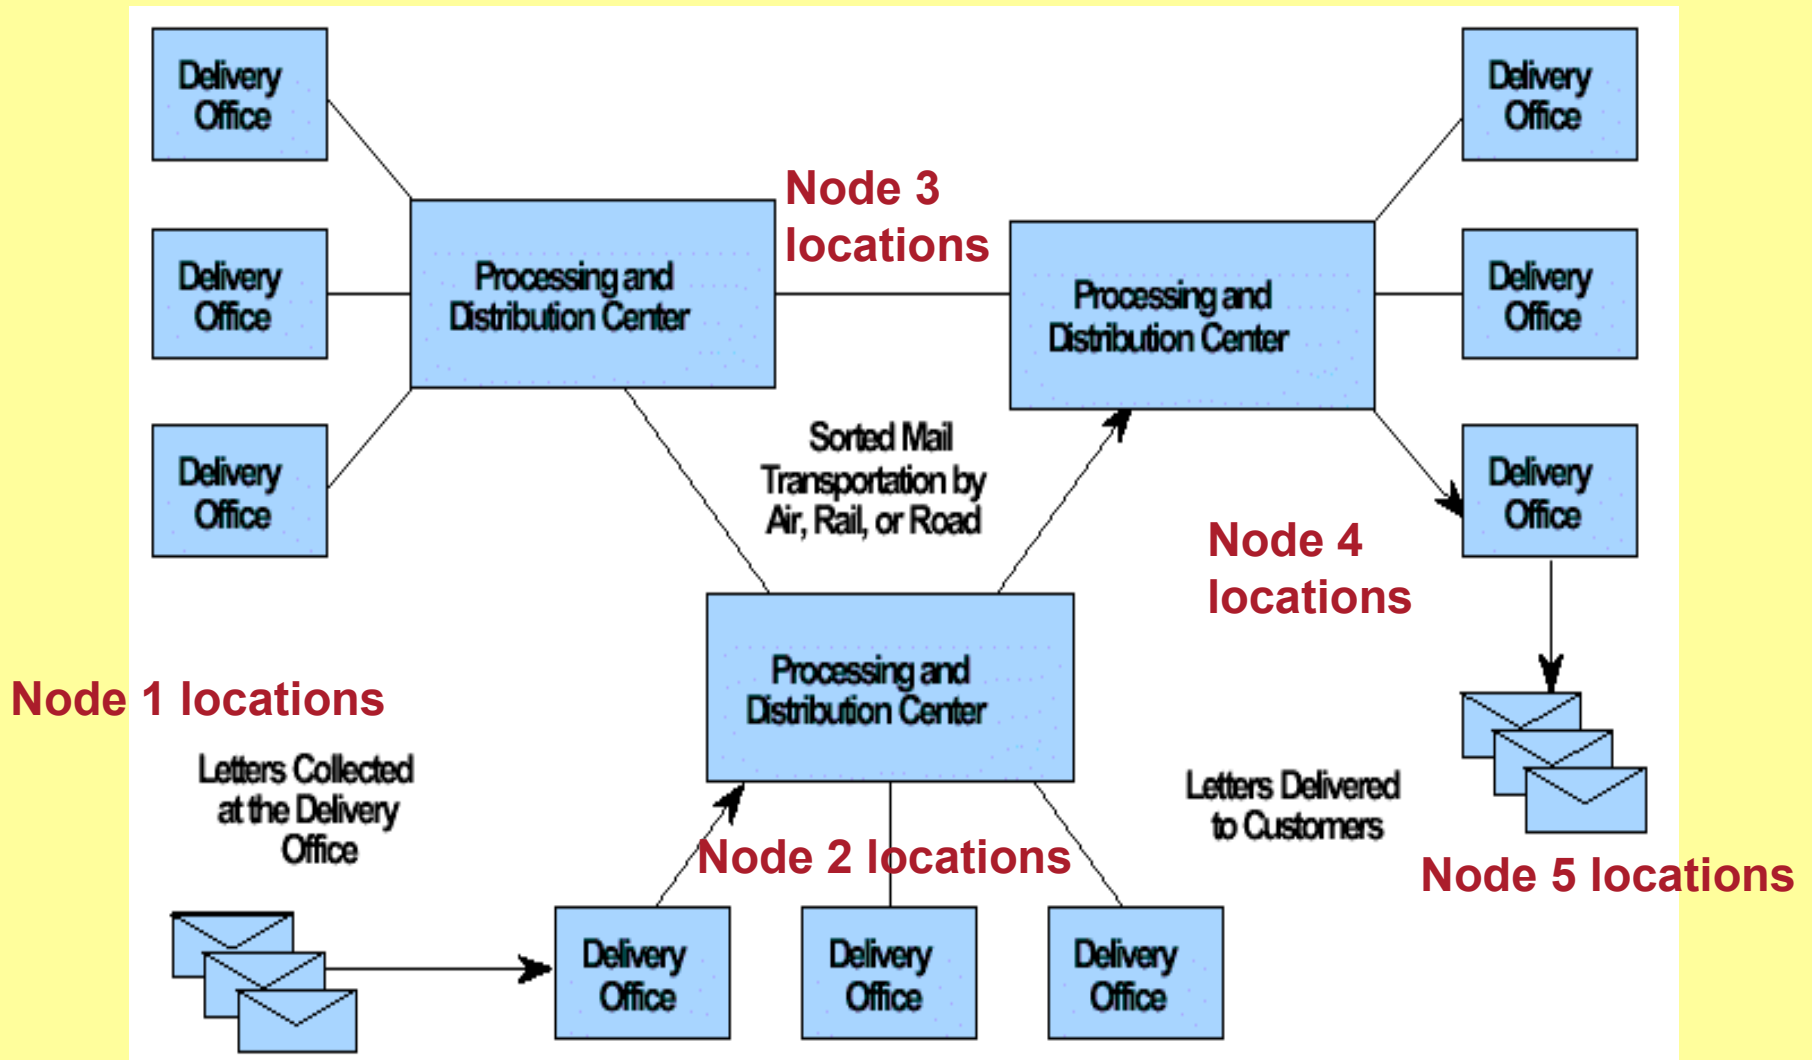 Delivery
Office
Delivery
Office
Node 3
locations
Delivery
Office
Processing and
Distribution Center
Processing and
Distribution Center
Delivery
Office
Sorted Mail
Transportation by
Air, Rail, or Road
Delivery
Office
Delivery
Office
Node 4
locations
Node 1 locations
Processing and
Distribution Center
Letters Collected
at the Delivery
Office
Letters Delivered
to Customers
Node 2 locations
Node 5 locations
Delivery
Office
Delivery
Office
Delivery
Office